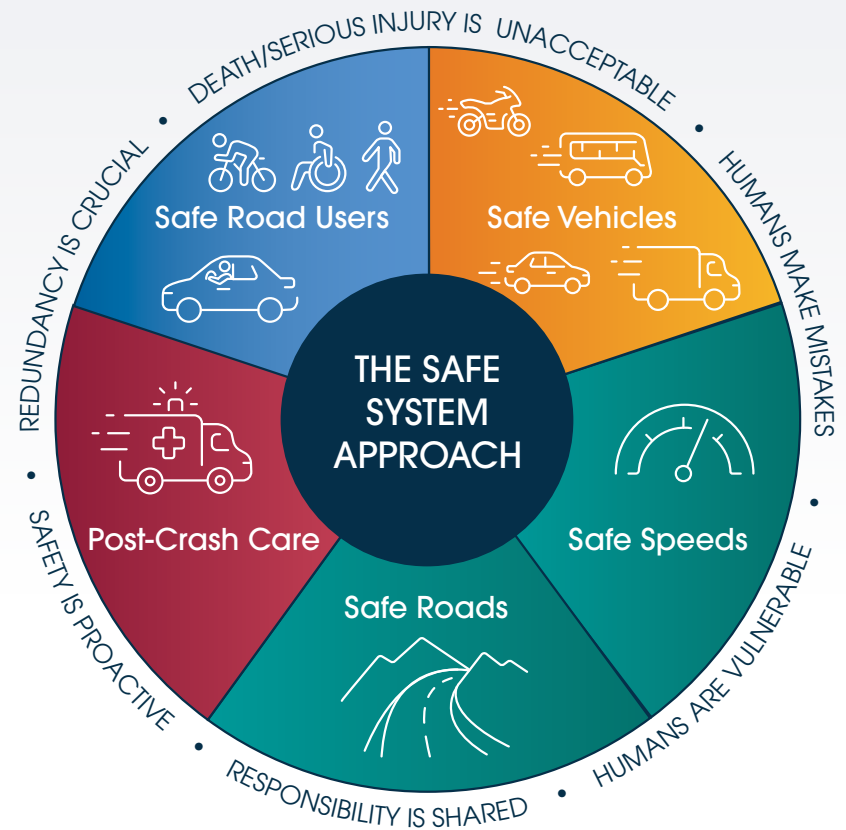 DEATH/SERIOUS INJURY IS UNACCEPTABLE
HUMANS MAKE MISTAKES
HUMANS ARE VULNERABLE
RESPONSIBILITY IS SHARED
SAFETY IS PROACTIVE
REDUNDANCY IS CRUCIAL
Safe Road Users
Safe Vehicles
THE SAFE
SYSTEM
APPROACH
Post-Crash Care
Safe Speeds
Safe Roads